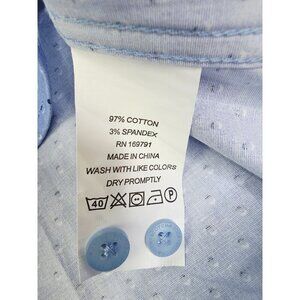 97% COTTON
3% SPANDEX
RN 169791
MADE IN CHINA
WASH WITH LIKE COLORS
DRY PROMPTLY
40 P